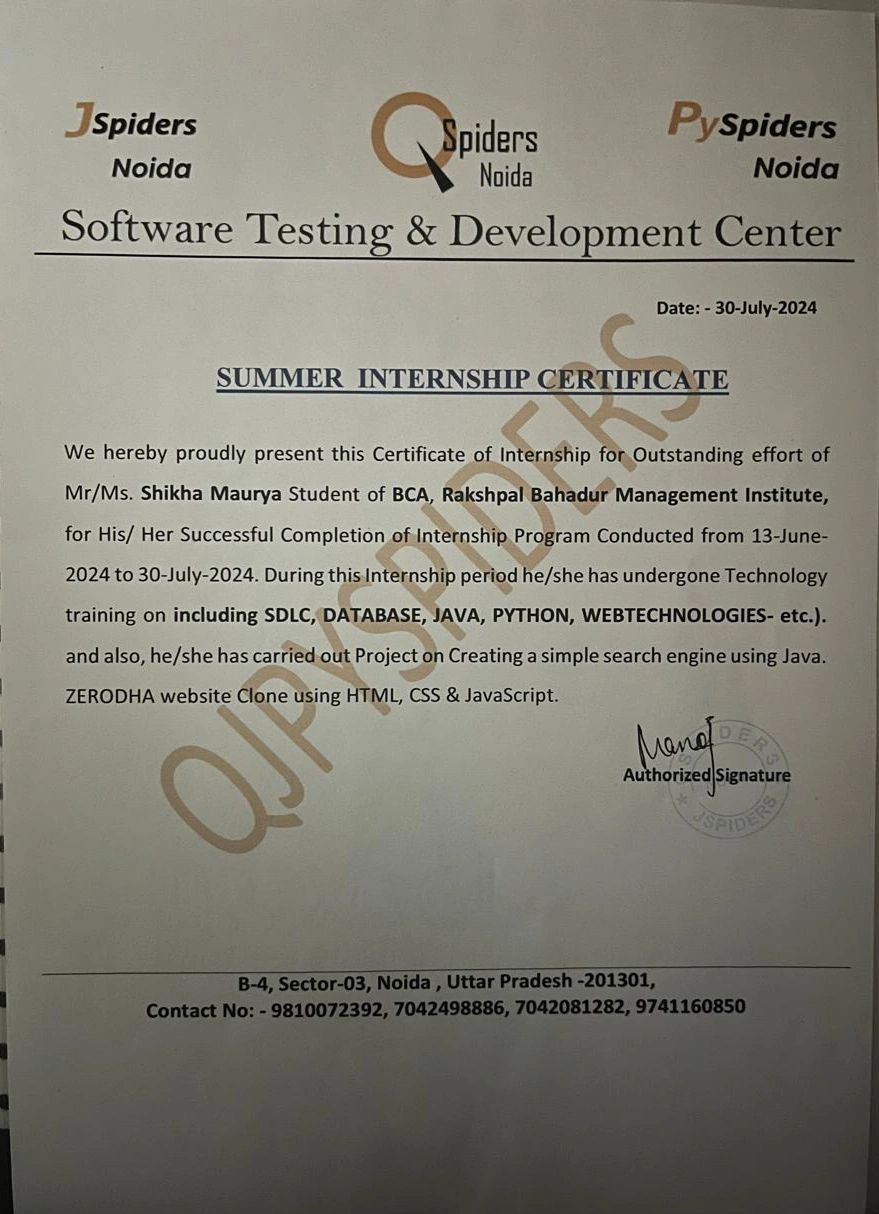 JSpiders
Noida
QSpiders
Noida
PySpiders
Noida
Software Testing & Development Center
Date: - 30-July-2024
SUMMER INTERNSHIP CERTIFICATE
We hereby proudly present this Certificate of Internship for Outstanding effort of
Mr/Ms. Shikha Maurya Student of BCA, Rakshpal Bahadur Management Institute,
for His/ Her Successful Completion of Internship Program Conducted from 13-June-
2024 to 30-July-2024. During this Internship period he/she has undergone Technology
training on including SDLC, DATABASE, JAVA, PYTHON, WEBTECHNOLOGIES- etc.).
and also, he/she has carried out Project on Creating a simple search engine using Java.
ZERODHA website Clone using HTML, CSS & JavaScript.
QJPYSPIDERS
Manoj
Authorized Signature
JSPIDERS
B-4, Sector-03, Noida , Uttar Pradesh -201301,
Contact No: - 9810072392, 7042498886, 7042081282, 9741160850